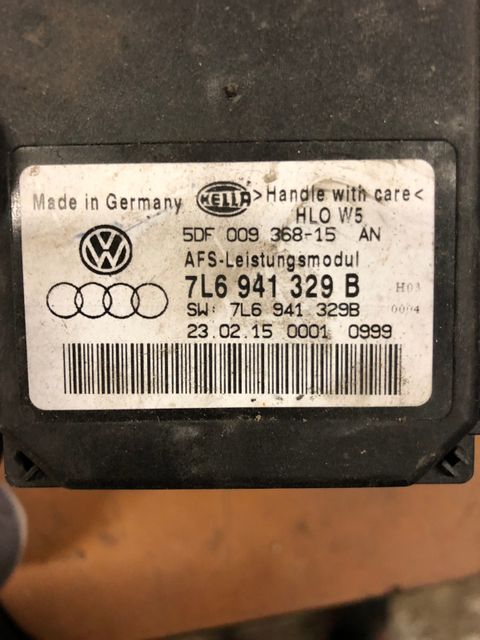 Made in Germany HELLA >Handle with care<
HLO W5
5DF 009 368-15 AN
AFS-Leistungsmodul
7L6 941 329 B H03
SW: 7L6 941 329B 0004
23.02.15 0001 0999